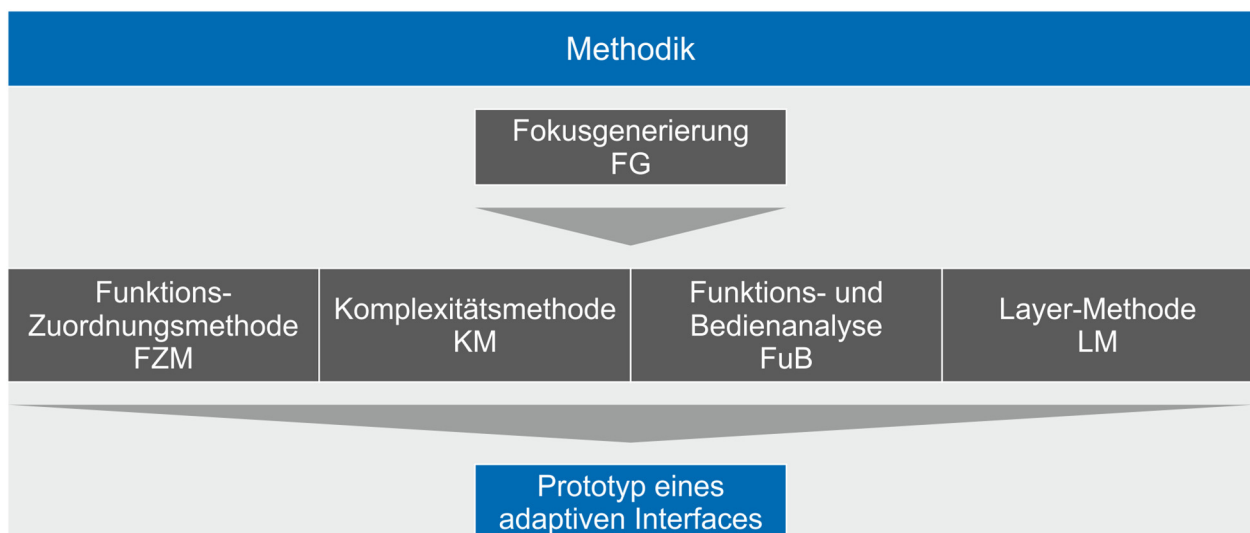 Methodik
Fokusgenerierung
FG
Funktions-
Zuordnungsmethode
FZM
Komplexitätsmethode
KM
Funktions- und
Bedienanalyse
FuB
Layer-Methode
LM
Prototyp eines
adaptiven Interfaces